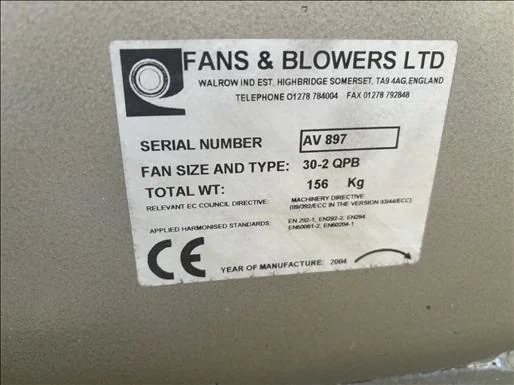 FANS & BLOWERS LTD
WALROW IND EST, HIGHBRIDGE SOMERSET, TA9 4AG, ENGLAND
TELEPHONE O1278 784004 FAX 01278 792848
SERIAL NUMBER AV 897
FAN SIZE AND TYPE: 30-2 QPB
TOTAL WT: 156 Kg
RELEVANT EC COUNCIL DIRECTIVE: MACHINERY DIRECTIVE
(89/392/ECC IN THE VERSION 93/44/ECC)
APPLIED HARMONISED STANDARDS: EN 292-1, EN292-2, EN294
EN60001-2, EN60204-1
CE YEAR OF MANUFACTURE: 2004